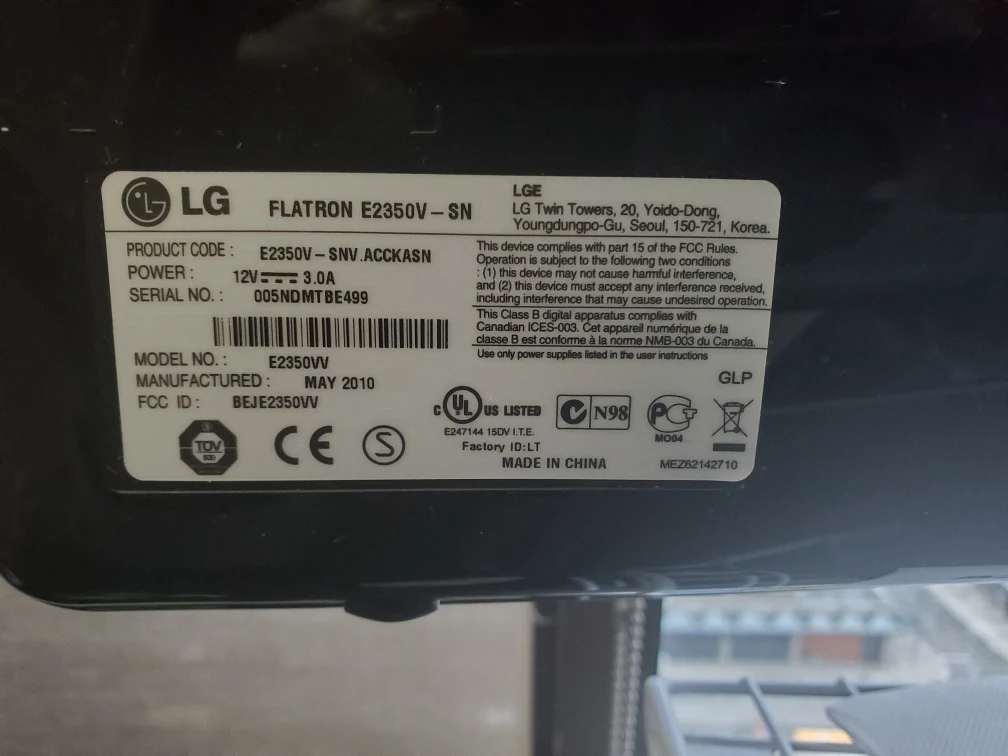 LG
FLATRON E2350V-SN
LGE
LG Twin Towers, 20, Yoido-Dong,
Youngdungpo-Gu, Seoul, 150-721, Korea.
PRODUCT CODE : E2350V-SNV.ACCKASN
POWER : 12V 3.0A
SERIAL NO. : 005NDMTBE499
MODEL NO. : E2350VV
MANUFACTURED : MAY 2010
FCC ID : BEJE2350VV
This device complies with part 15 of the FCC Rules.
Operation is subject to the following two conditions
: (1) this device may not cause harmful interference,
and (2) this device must accept any interference received,
including interference that may cause undesired operation.
This Class B digital apparatus complies with
Canadian ICES-003. Cet appareil numérique de la
classe B est conforme à la norme NMB-003 du Canada.
Use only power supplies listed in the user instructions
GLP
TÜV
CE
S
C UL US LISTED
E247144 15DV I.T.E.
Factory ID:LT
MADE IN CHINA
N98
MO04
MEZ62142710